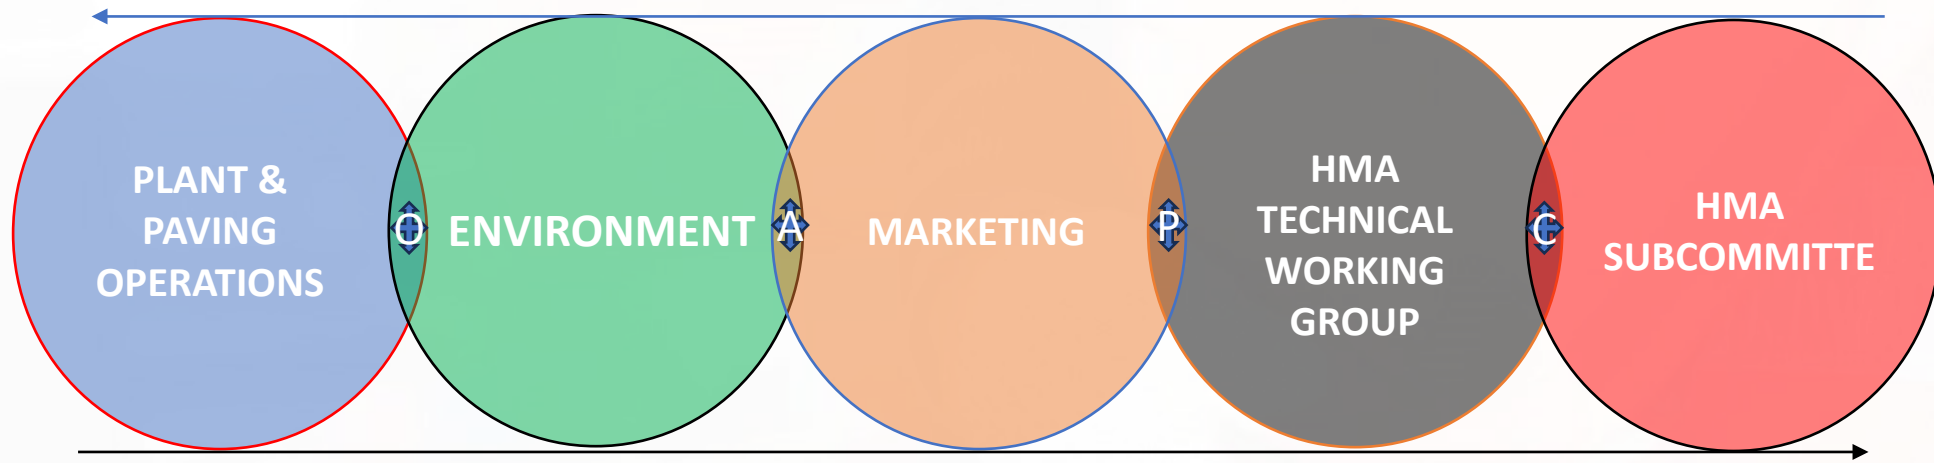 PLANT &
PAVING
OPERATIONS
O
ENVIRONMENT
A
MARKETING
P
HMA
TECHNICAL
WORKING
GROUP
C
HMA
SUBCOMMITTE